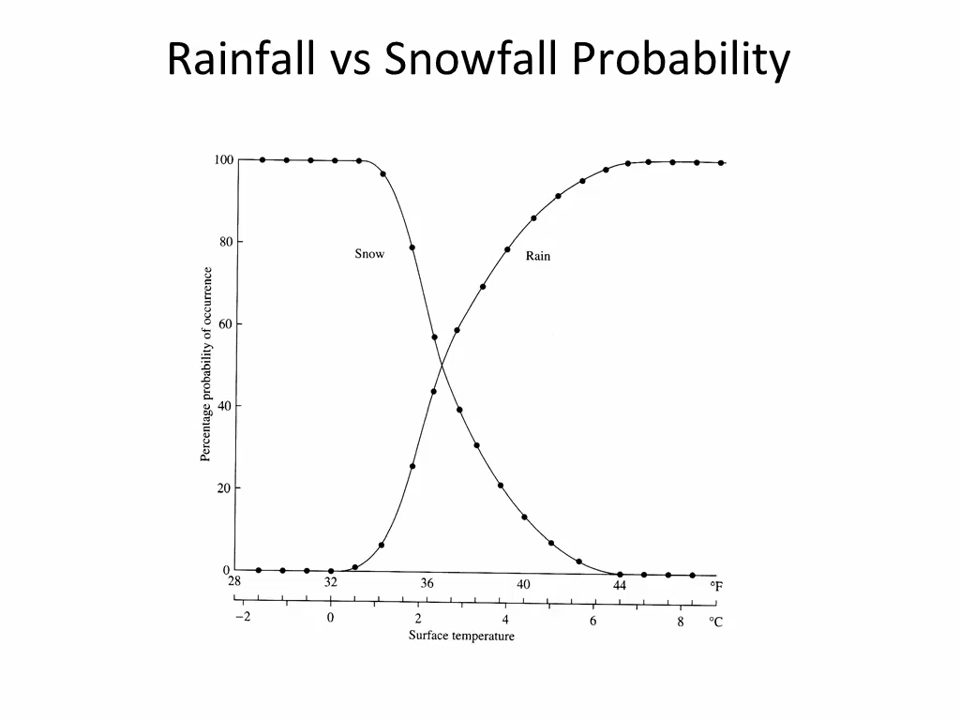 Rainfall vs Snowfall Probability
100
80
60
40
20
0
Percentage probability of occurrence
Snow
Rain
28 32 36 40 44 °F
−2 0 2 4 6 8 °C
Surface temperature